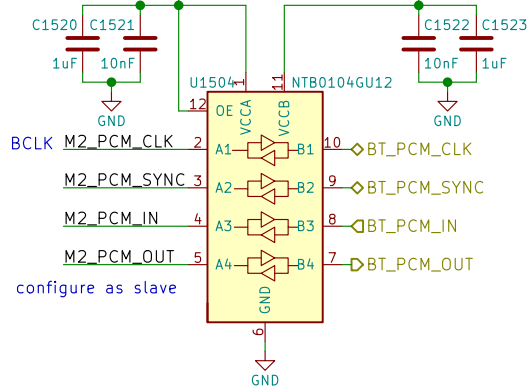 C1520 C1521 C1522 C1523
1uF 10nF 10nF 1uF
GND GND
U1504 NTB0104GU12
1 11
VCCA VCCB
12 OE
BCLK M2_PCM_CLK 2 A1 B1 10 BT_PCM_CLK
M2_PCM_SYNC 3 A2 B2 9 BT_PCM_SYNC
M2_PCM_IN 4 A3 B3 8 BT_PCM_IN
M2_PCM_OUT 5 A4 B4 7 BT_PCM_OUT
configure as slave
GND
6
GND